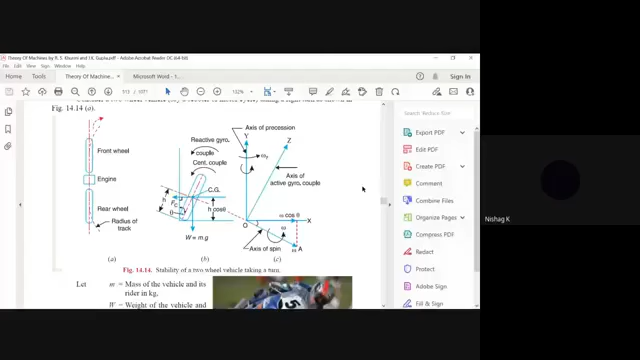 Theory Of Machines by R. S. Khurmi and J.K. Gupta.pdf - Adobe Acrobat Reader DC (64-bit)
File Edit View Sign Window Help
Home Tools Theory Of Machine... Microsoft Word - 1... Sign In
132%
Search 'Reduce Size'
Fig. 14.14 (a).
Front wheel
Engine
Rear wheel
Radius of track
(a)
Reactive gyro. couple
Cent. couple
C.G.
h
F_C
θ
h cos θ
W = m.g
(b)
Axis of precession
Y
Z
ω_P
Axis of active gyro. couple
ω cos θ
O
X
ω
Axis of spin
ω A
(c)
Fig. 14.14. Stability of a two wheel vehicle taking a turn.
Let m = Mass of the vehicle and its
rider in kg,
W = Weight of the vehicle and
Export PDF
Edit PDF
Create PDF
Comment
Combine Files
Organize Pages
Compress PDF
Redact
Protect
Adobe Scan
Fill & Sign
Nishag K